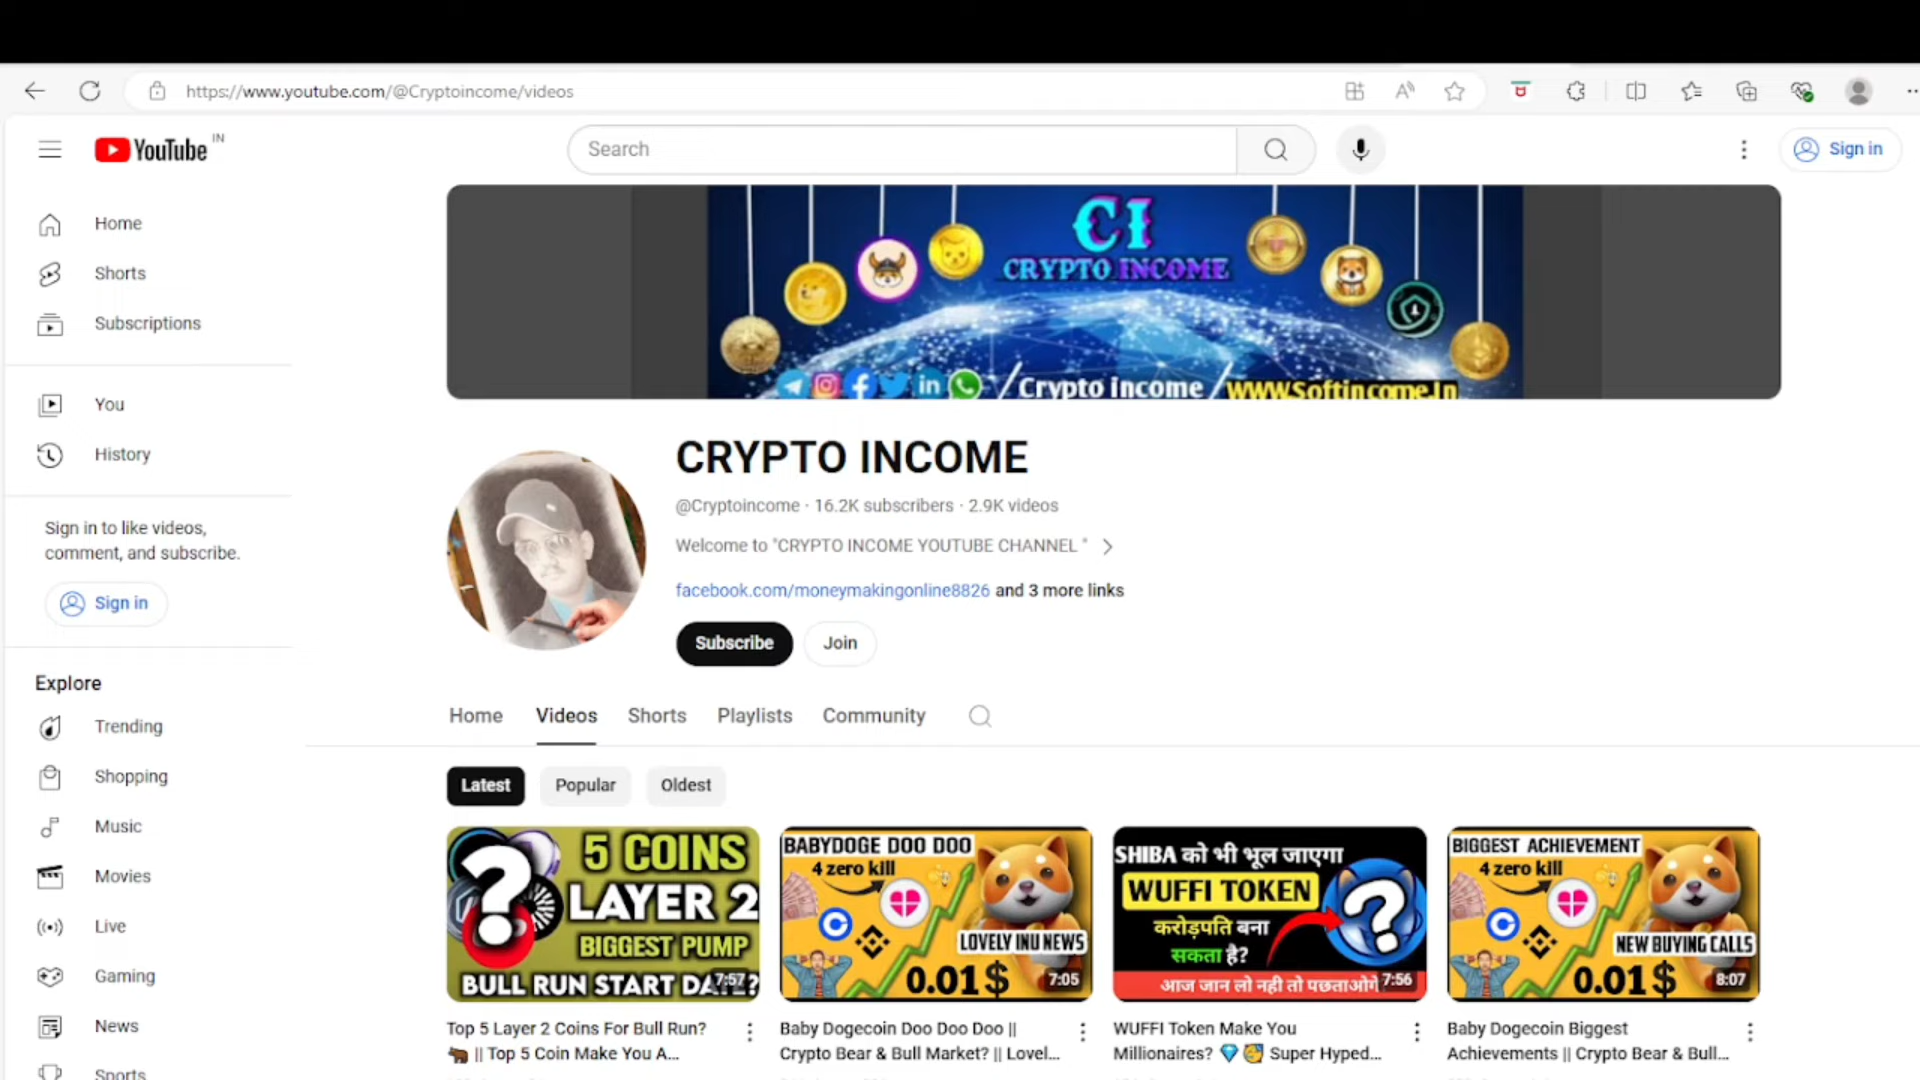 https://www.youtube.com/@Cryptoincome/videos
YouTube IN
Search
Sign in
Home
Shorts
Subscriptions
You
History
Sign in to like videos,
comment, and subscribe.
Sign in
Explore
Trending
Shopping
Music
Movies
Live
Gaming
News
Sports
CI
CRYPTO INCOME
/Crypto income /WWW.Softincome.In
CRYPTO INCOME
@Cryptoincome · 16.2K subscribers · 2.9K videos
Welcome to "CRYPTO INCOME YOUTUBE CHANNEL "
facebook.com/moneymakingonline8826 and 3 more links
Subscribe
Join
Home
Videos
Shorts
Playlists
Community
Latest
Popular
Oldest
5 COINS
LAYER 2
BIGGEST PUMP
BULL RUN START DATE?
7:57
Top 5 Layer 2 Coins For Bull Run?
🐂 || Top 5 Coin Make You A...
BABYDOGE DOO DOO
4 zero kill
LOVELY INU NEWS
0.01$
7:05
Baby Dogecoin Doo Doo Doo ||
Crypto Bear & Bull Market? || Lovel...
SHIBA को भी भूल जाएगा
WUFFI TOKEN
करोड़पति बना
सकता है?
आज जान लो नही तो पछताओगे
7:56
WUFFI Token Make You
Millionaires? 💎 🥳 Super Hyped...
BIGGEST ACHIEVEMENT
4 zero kill
NEW BUYING CALLS
0.01$
8:07
Baby Dogecoin Biggest
Achievements || Crypto Bear & Bull...